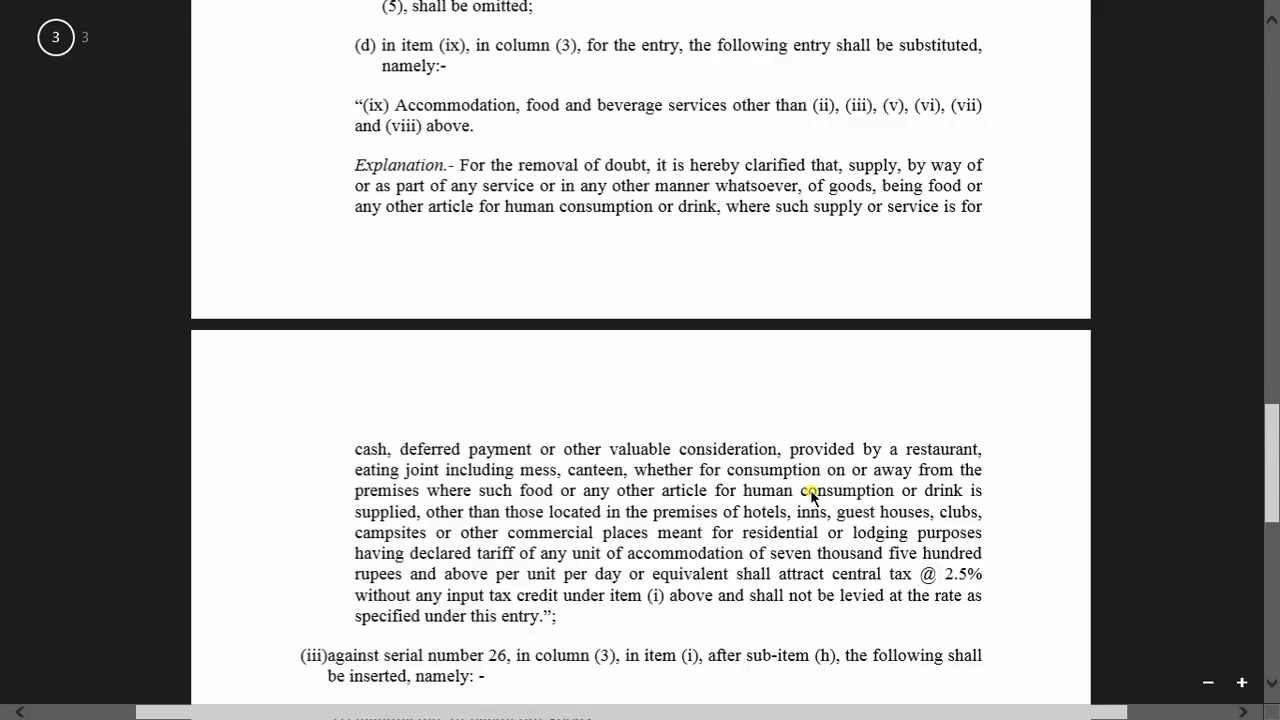 3 3
(5), shall be omitted;
(d) in item (ix), in column (3), for the entry, the following entry shall be substituted,
namely:-
“(ix) Accommodation, food and beverage services other than (ii), (iii), (v), (vi), (vii)
and (viii) above.
Explanation.- For the removal of doubt, it is hereby clarified that, supply, by way of
or as part of any service or in any other manner whatsoever, of goods, being food or
any other article for human consumption or drink, where such supply or service is for
cash, deferred payment or other valuable consideration, provided by a restaurant,
eating joint including mess, canteen, whether for consumption on or away from the
premises where such food or any other article for human consumption or drink is
supplied, other than those located in the premises of hotels, inns, guest houses, clubs,
campsites or other commercial places meant for residential or lodging purposes
having declared tariff of any unit of accommodation of seven thousand five hundred
rupees and above per unit per day or equivalent shall attract central tax @ 2.5%
without any input tax credit under item (i) above and shall not be levied at the rate as
specified under this entry.”;
(iii)against serial number 26, in column (3), in item (i), after sub-item (h), the following shall
be inserted, namely: -